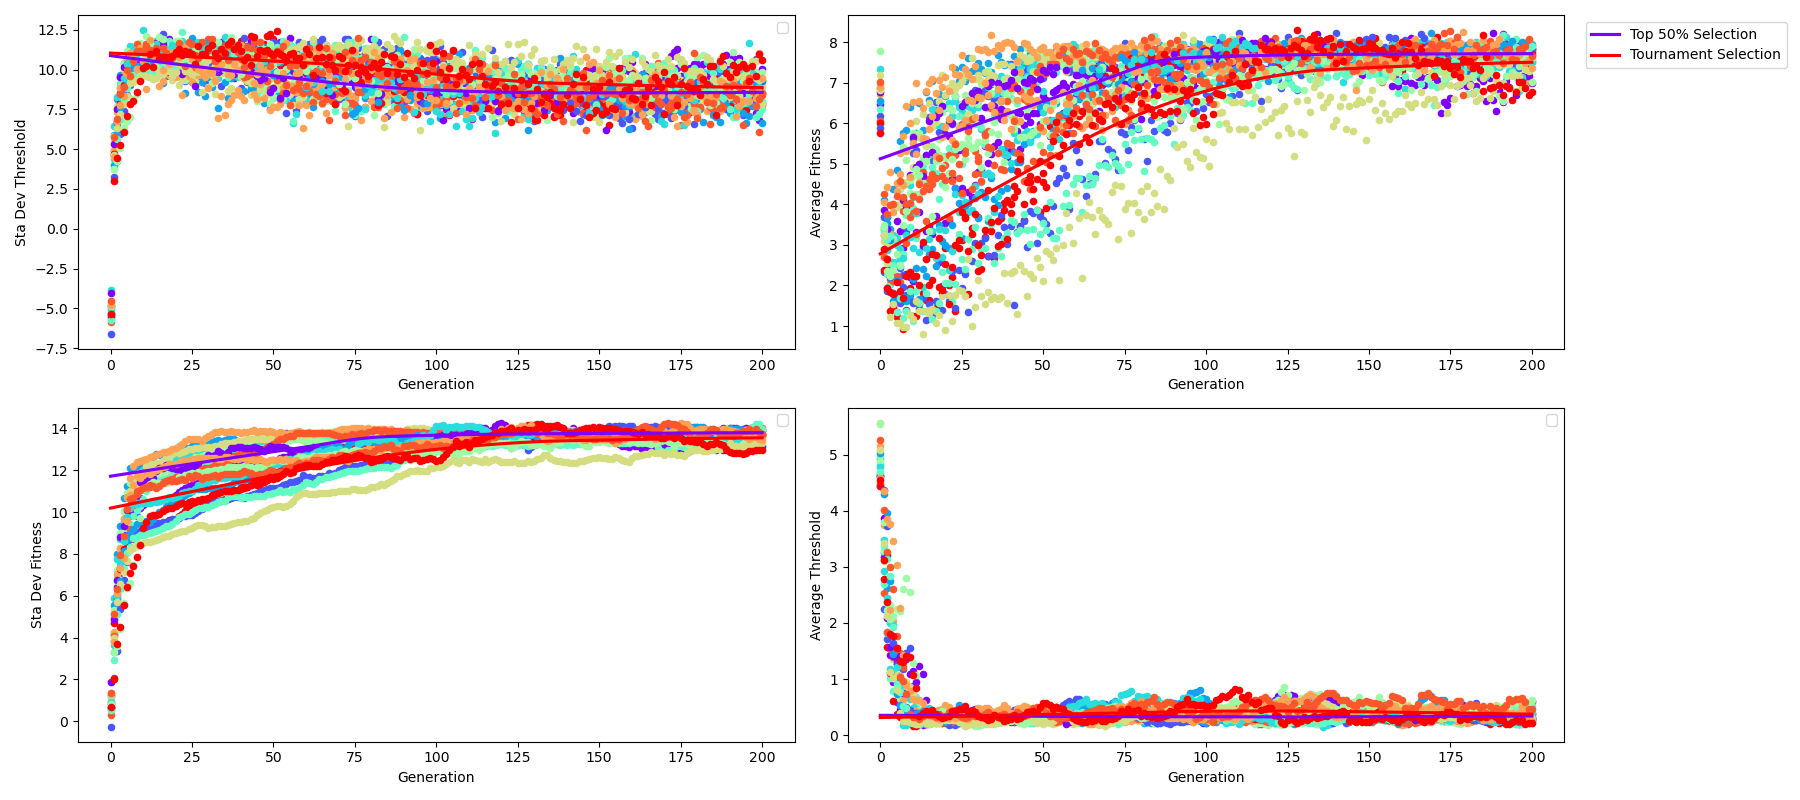 12.5
10.0
7.5
5.0
2.5
0.0
−2.5
−5.0
−7.5
Sta Dev Threshold
0 25 50 75 100 125 150 175 200
Generation
8
7
6
5
4
3
2
1
Average Fitness
0 25 50 75 100 125 150 175 200
Generation
Top 50% Selection
Tournament Selection
14
12
10
8
6
4
2
0
Sta Dev Fitness
0 25 50 75 100 125 150 175 200
Generation
5
4
3
2
1
0
Average Threshold
0 25 50 75 100 125 150 175 200
Generation